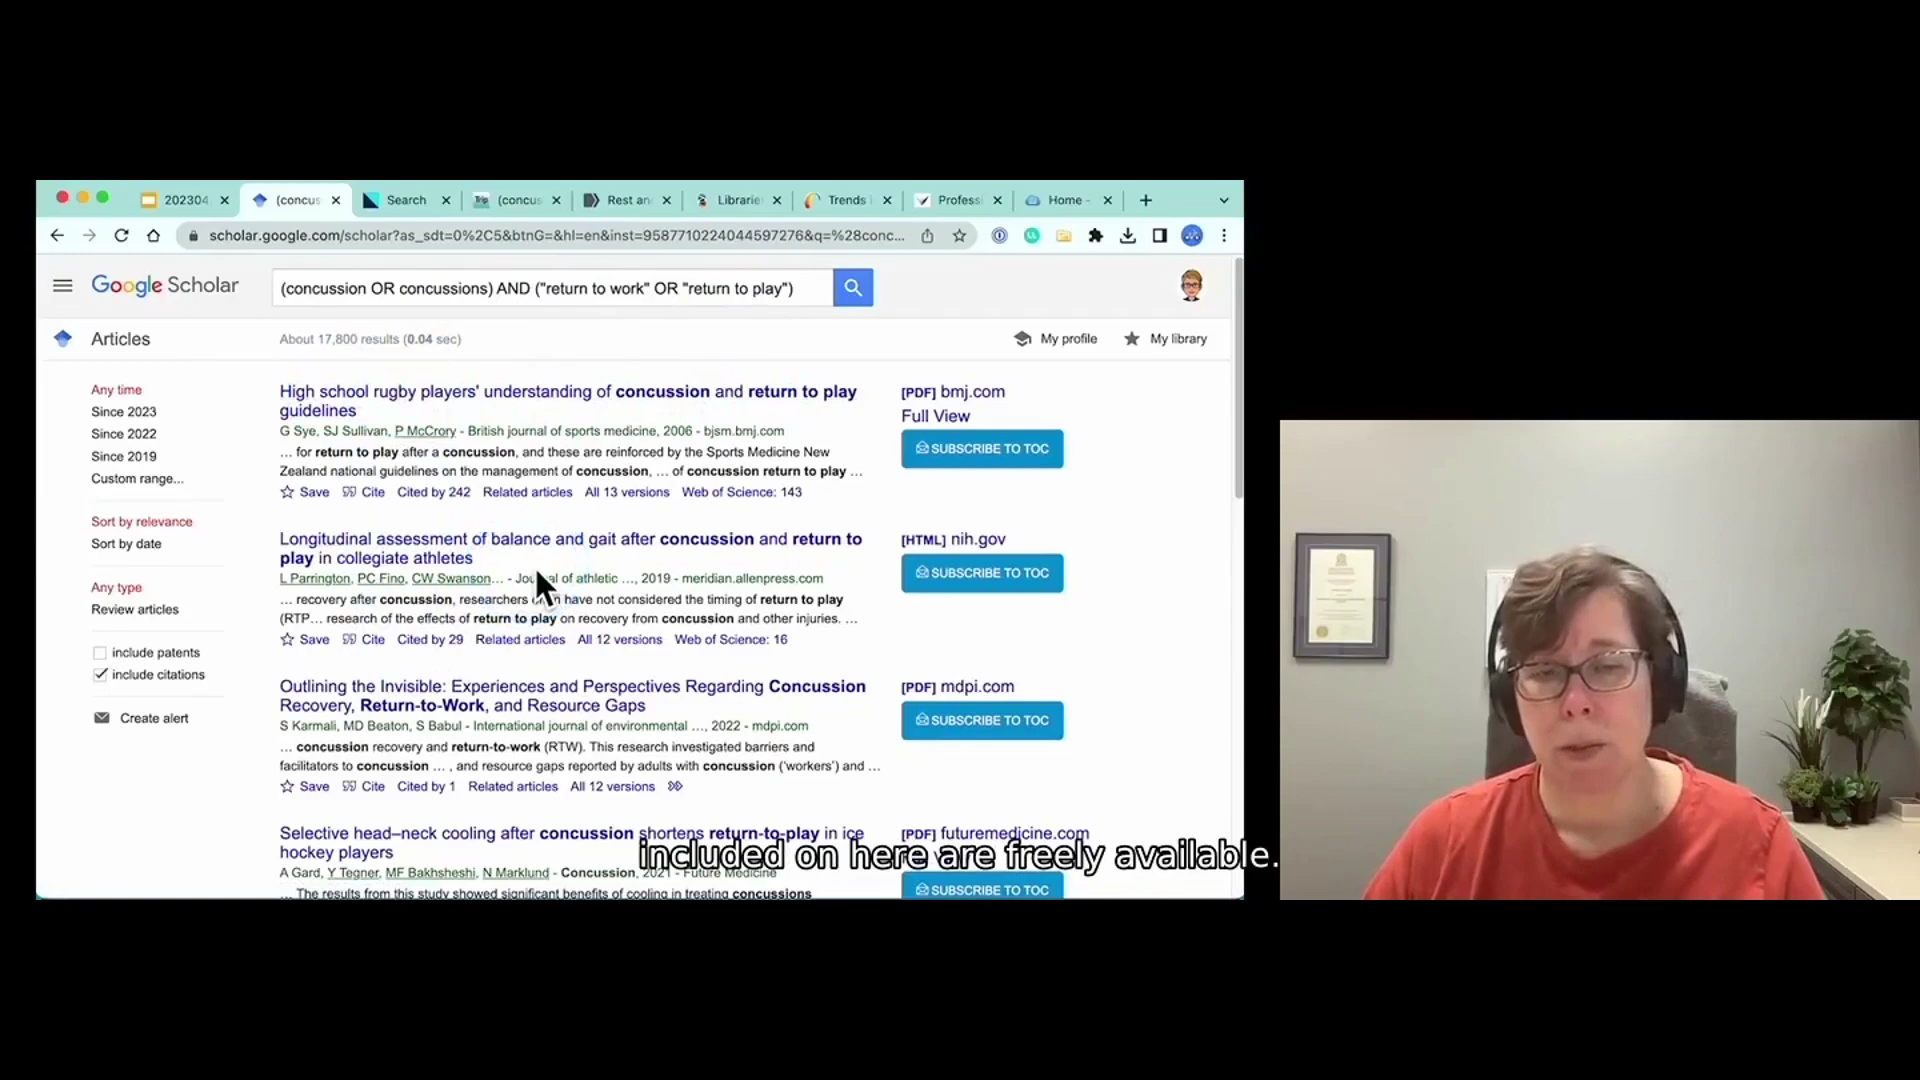 202304
(concus
Search
(concus
Rest an
Librarie
Trends
Profess
Home -
scholar.google.com/scholar?as_sdt=0%2C5&btnG=&hl=en&inst=9587710224044597276&q=%28conc...
Google Scholar
(concussion OR concussions) AND ("return to work" OR "return to play")
Articles
About 17,800 results (0.04 sec)
My profile
My library
Any time
Since 2023
Since 2022
Since 2019
Custom range...
Sort by relevance
Sort by date
Any type
Review articles
include patents
include citations
Create alert
High school rugby players' understanding of concussion and return to play
guidelines
G Sye, SJ Sullivan, P McCrory - British journal of sports medicine, 2006 - bjsm.bmj.com
... for return to play after a concussion, and these are reinforced by the Sports Medicine New
Zealand national guidelines on the management of concussion, ... of concussion return to play ...
Save Cite Cited by 242 Related articles All 13 versions Web of Science: 143
[PDF] bmj.com
Full View
SUBSCRIBE TO TOC
Longitudinal assessment of balance and gait after concussion and return to
play in collegiate athletes
L Parrington, PC Fino, CW Swanson... - Journal of athletic ..., 2019 - meridian.allenpress.com
... recovery after concussion, researchers often have not considered the timing of return to play
(RTP... research of the effects of return to play on recovery from concussion and other injuries. ...
Save Cite Cited by 29 Related articles All 12 versions Web of Science: 16
[HTML] nih.gov
SUBSCRIBE TO TOC
Outlining the Invisible: Experiences and Perspectives Regarding Concussion
Recovery, Return-to-Work, and Resource Gaps
S Karmali, MD Beaton, S Babul - International journal of environmental ..., 2022 - mdpi.com
... concussion recovery and return-to-work (RTW). This research investigated barriers and
facilitators to concussion ... , and resource gaps reported by adults with concussion ('workers') and ...
Save Cite Cited by 1 Related articles All 12 versions
[PDF] mdpi.com
SUBSCRIBE TO TOC
Selective head–neck cooling after concussion shortens return-to-play in ice
hockey players
A Gard, Y Tegner, MF Bakhsheshi, N Marklund - Concussion, 2021 - Future Medicine
... The results from this study showed significant benefits of cooling in treating concussions
[PDF] futuremedicine.com
SUBSCRIBE TO TOC
included on here are freely available.